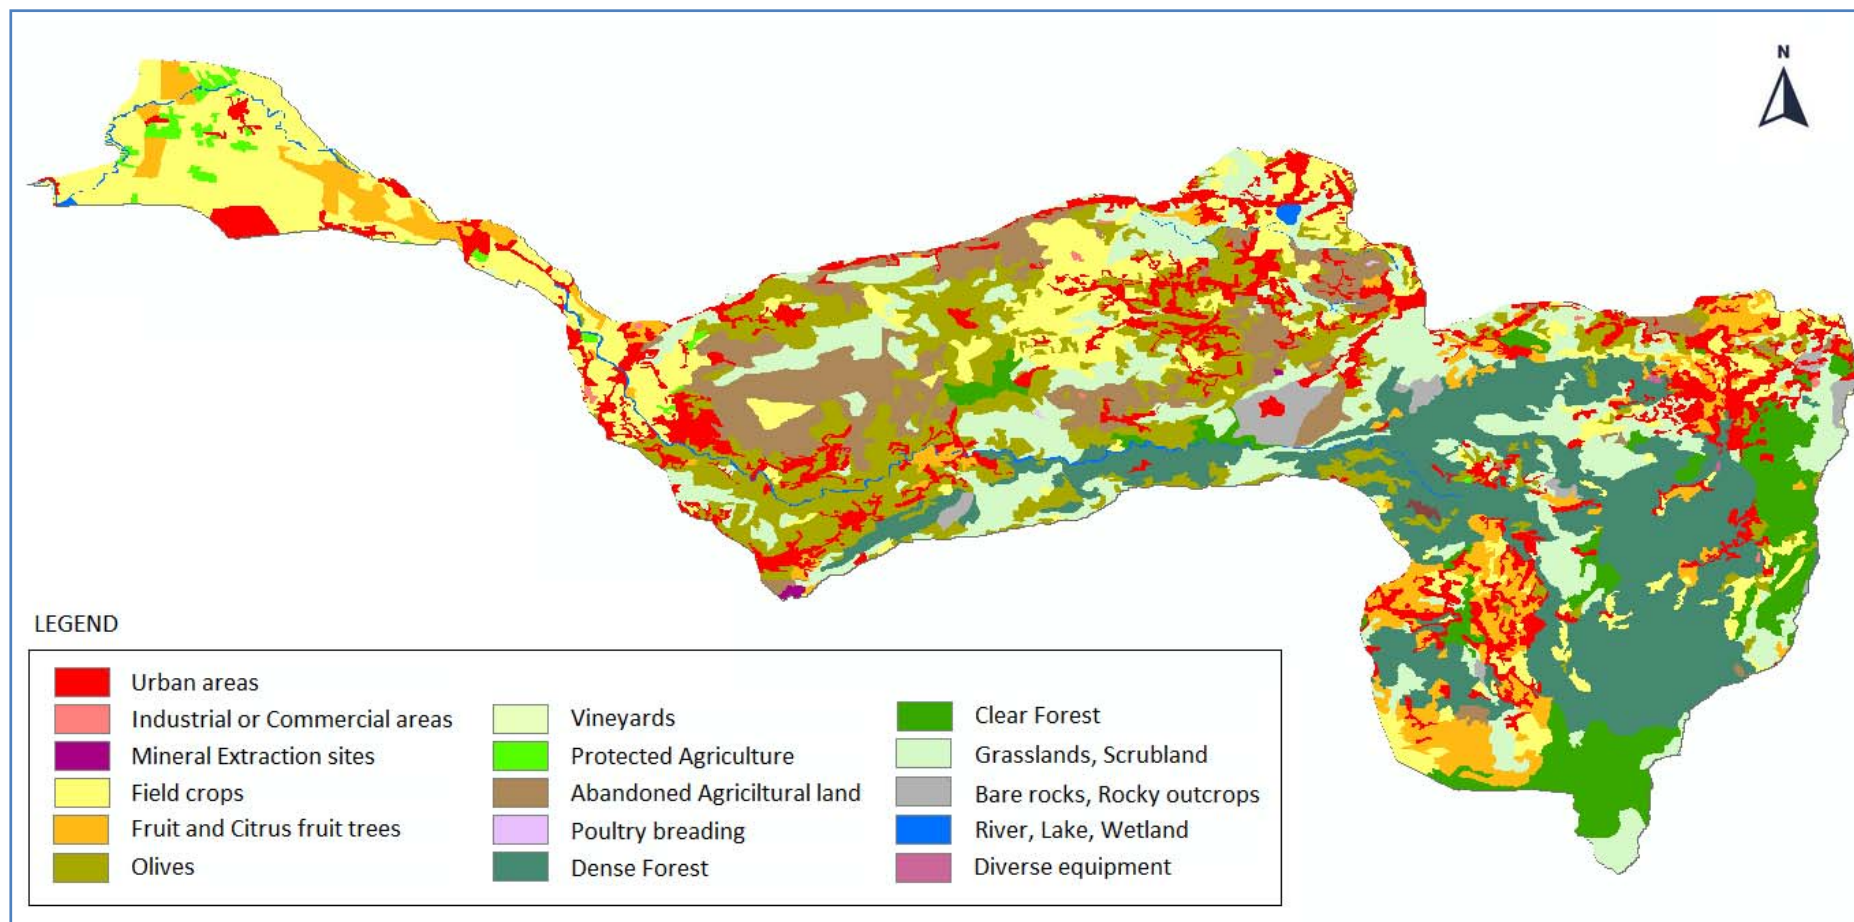 N
LEGEND
Urban areas
Industrial or Commercial areas
Mineral Extraction sites
Field crops
Fruit and Citrus fruit trees
Olives
Vineyards
Protected Agriculture
Abandoned Agriciltural land
Poultry breading
Dense Forest
Clear Forest
Grasslands, Scrubland
Bare rocks, Rocky outcrops
River, Lake, Wetland
Diverse equipment